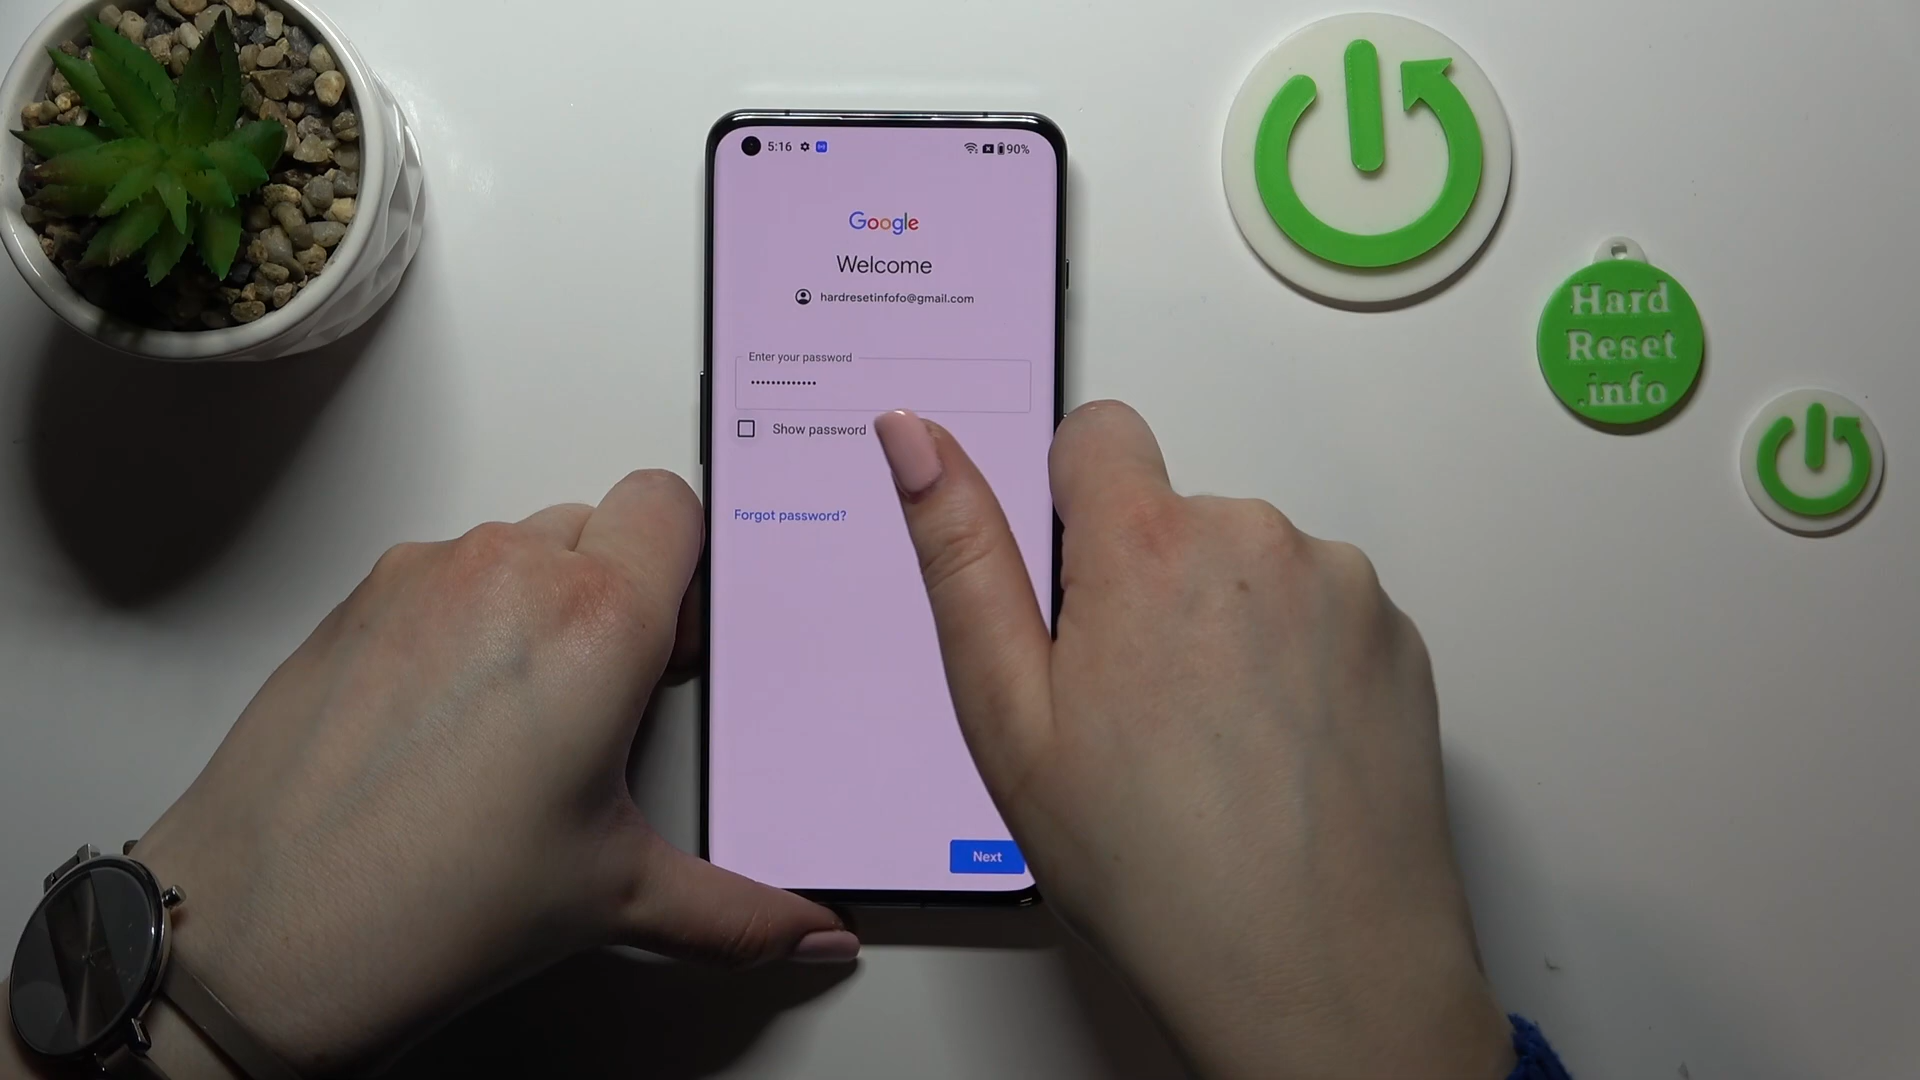 5:16
90%
Google
Welcome
hardresetinfofo@gmail.com
Enter your password
•••••••••••••
Show password
Forgot password?
Next
Hard
Reset
.info